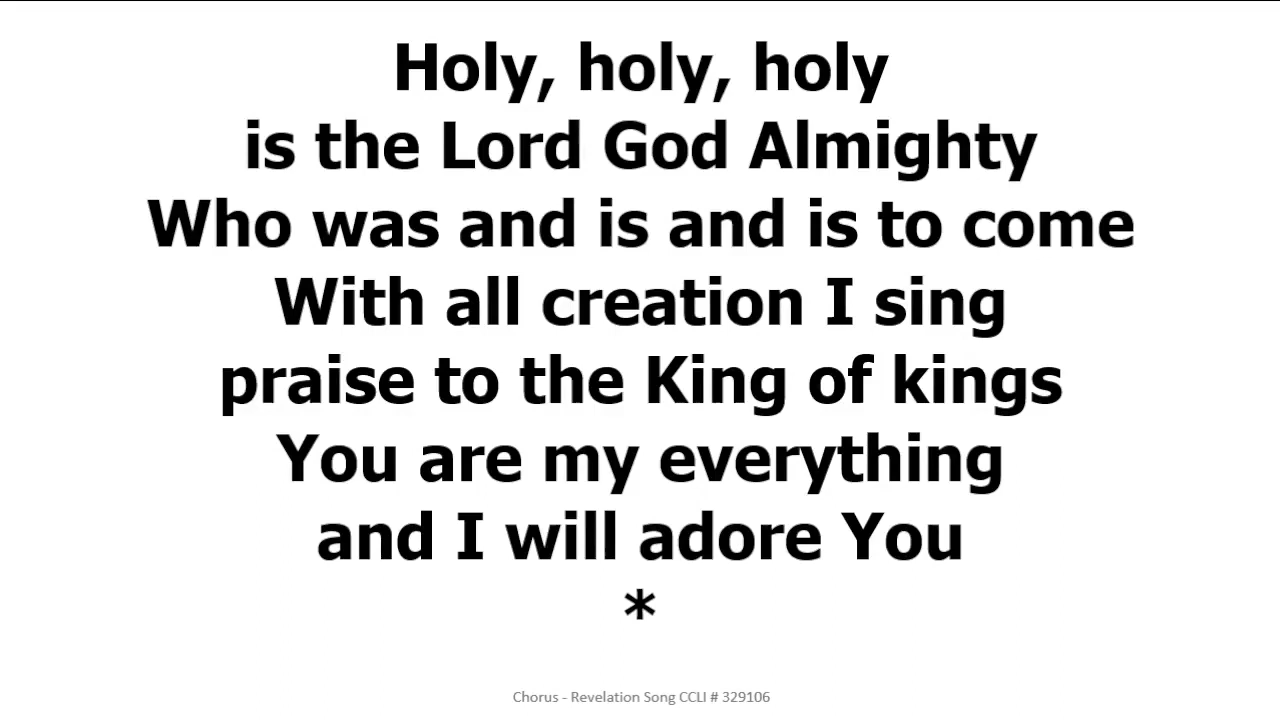 Holy, holy, holy
is the Lord God Almighty
Who was and is and is to come
With all creation I sing
praise to the King of kings
You are my everything
and I will adore You
*
Chorus - Revelation Song CCLI # 329106